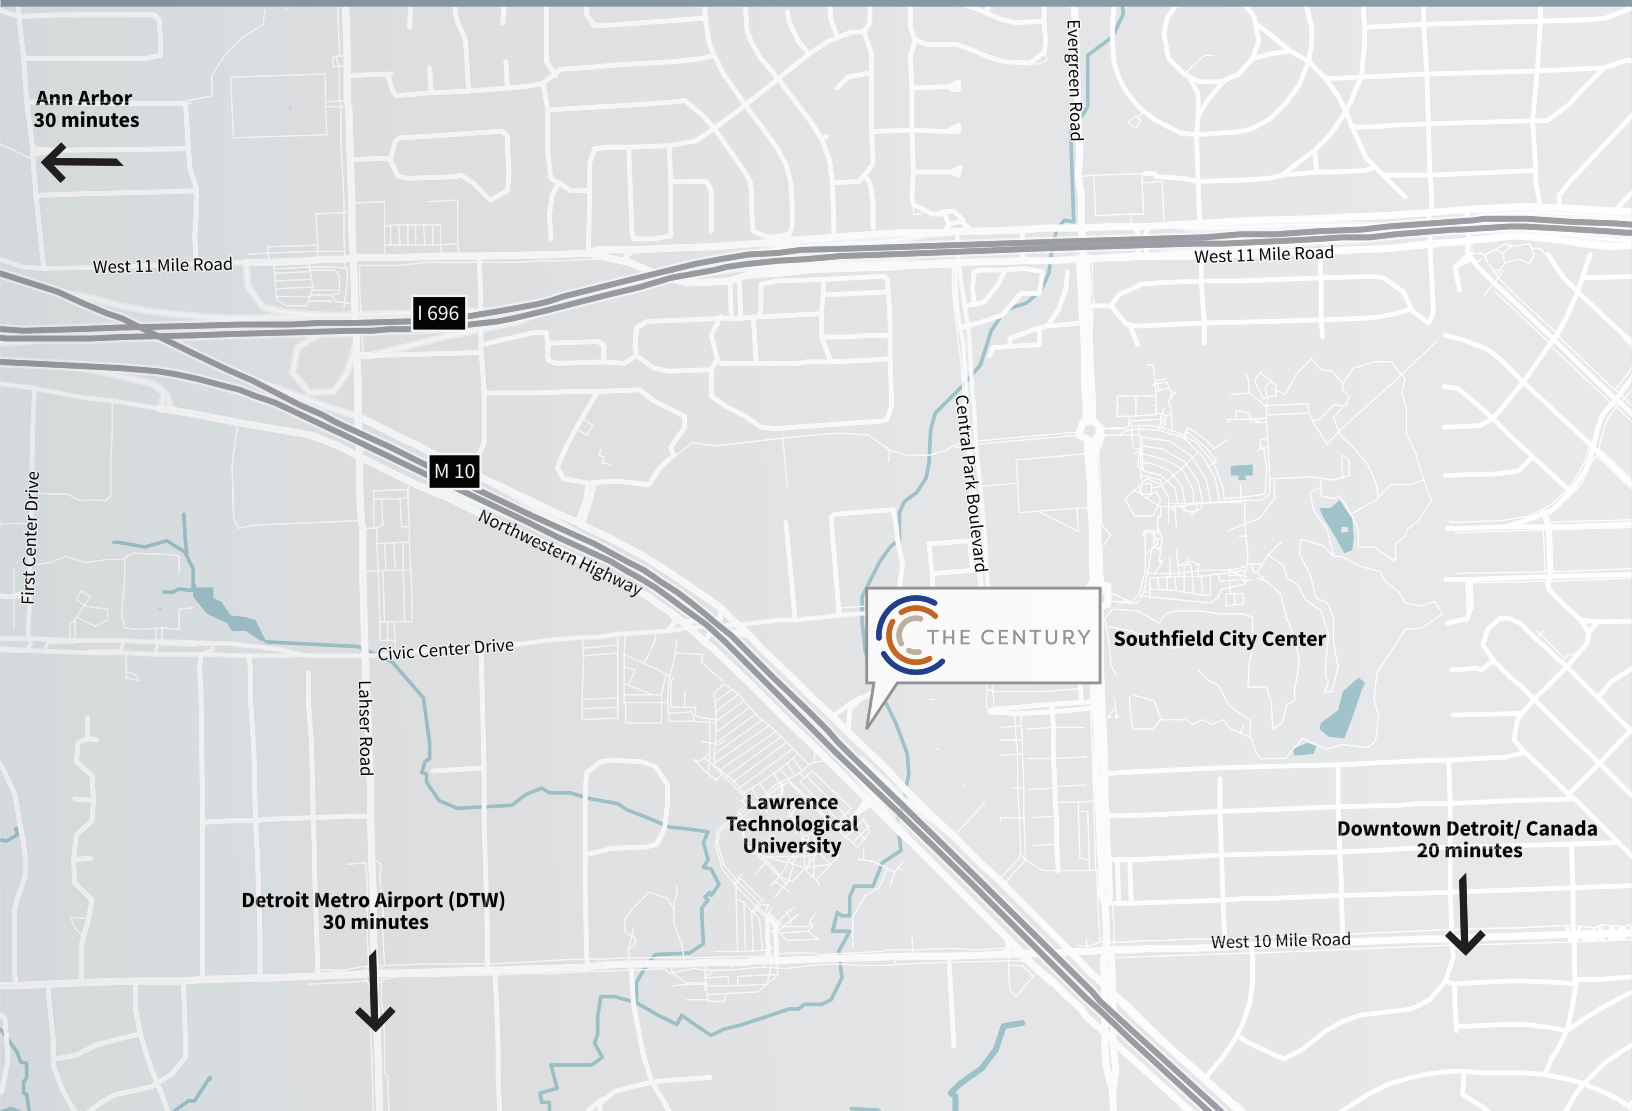 Evergreen Road
Ann Arbor
30 minutes
West 11 Mile Road
West 11 Mile Road
I 696
Central Park Boulevard
M 10
First Center Drive
Northwestern Highway
THE CENTURY
Southfield City Center
Civic Center Drive
Lahser Road
Lawrence
Technological
University
Downtown Detroit/ Canada
20 minutes
Detroit Metro Airport (DTW)
30 minutes
West 10 Mile Road